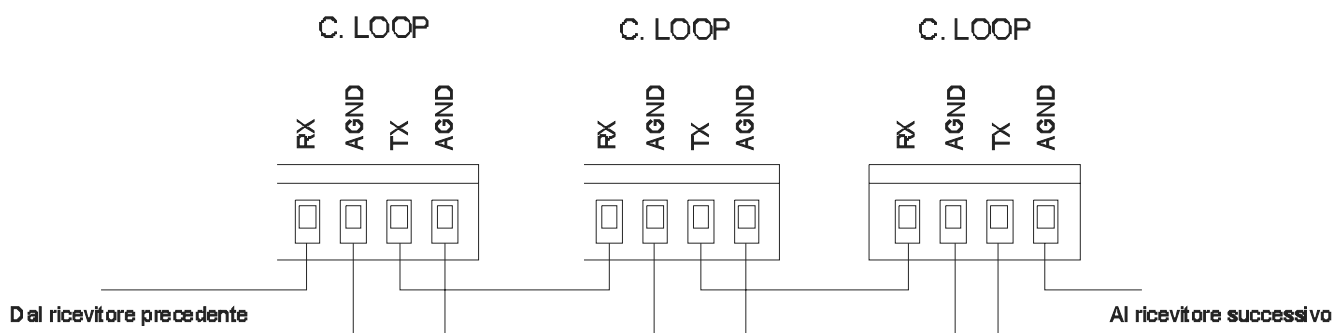 C. LOOP C. LOOP C. LOOP
RX AGND TX AGND RX AGND TX AGND RX AGND TX AGND
Dal ricevitore precedente Al ricevitore successivo